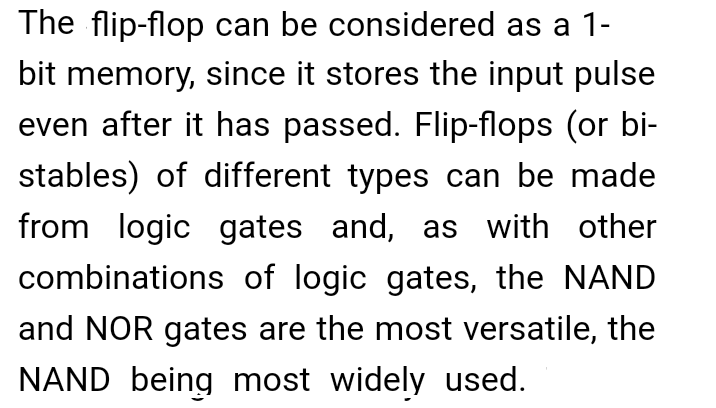 The flip-flop can be considered as a 1-
bit memory, since it stores the input pulse
even after it has passed. Flip-flops (or bi-
stables) of different types can be made
from logic gates and, as with other
combinations of logic gates, the NAND
and NOR gates are the most versatile, the
NAND being most widely used.